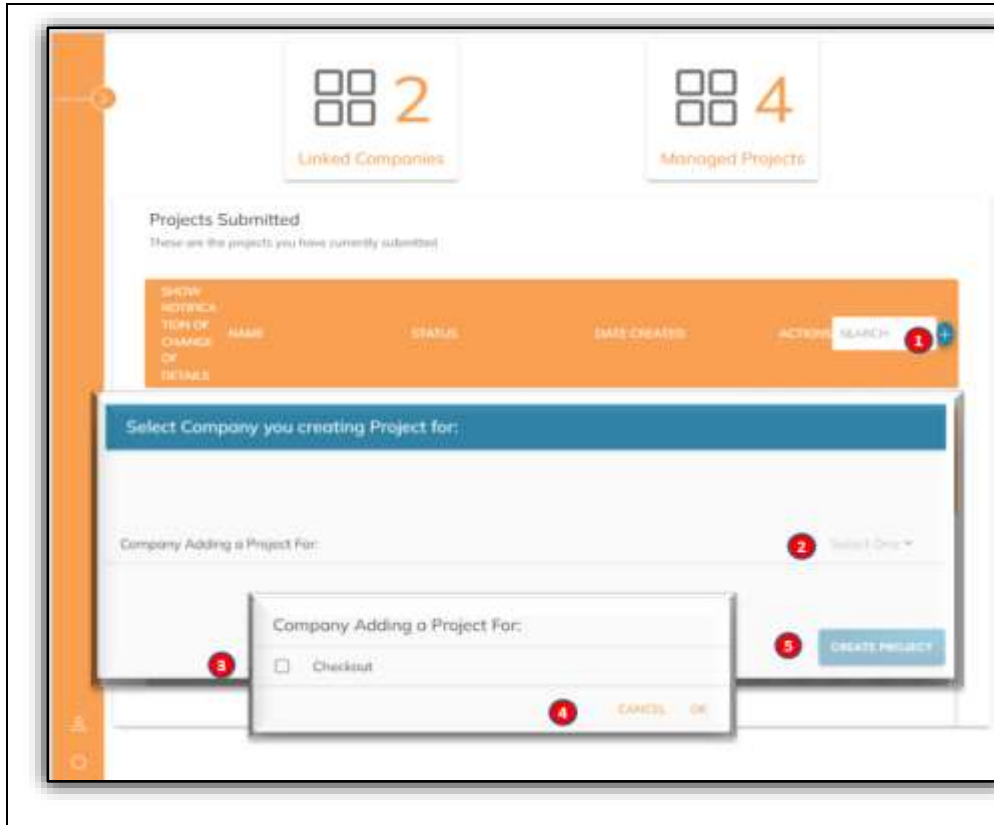 2
Linked Companies
4
Managed Projects
Projects Submitted
These are the projects you have currently submitted
SHOW
NOTIFICA
TION OF
CHANGE
OF
DETAILS
NAME
STATUS
DATE CREATED
ACTIONS
SEARCH
1
+
Select Company you creating Project for:
Company Adding a Project For:
2
Select One
Company Adding a Project For:
3
Checkout
4
CANCEL OK
5
CREATE PROJECT